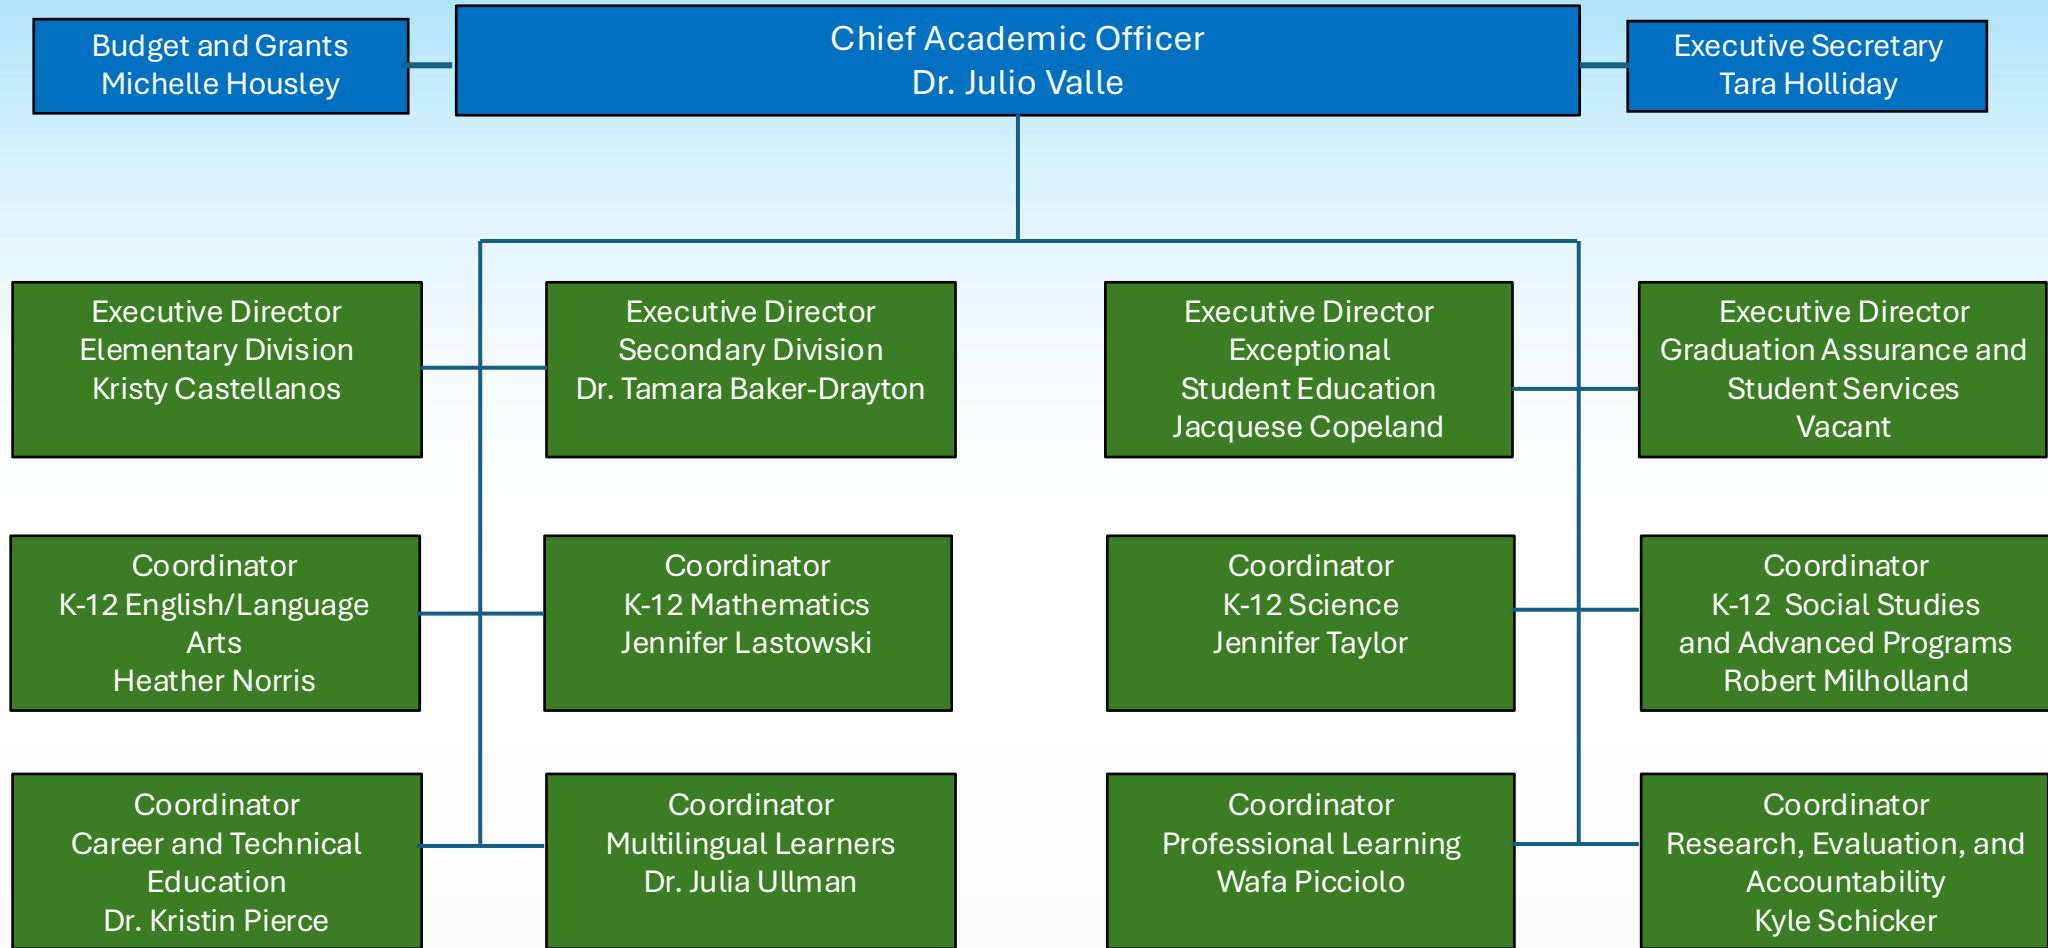 Budget and Grants
Michelle Housley
Chief Academic Officer
Dr. Julio Valle
Executive Secretary
Tara Holliday
Executive Director
Elementary Division
Kristy Castellanos
Executive Director
Secondary Division
Dr. Tamara Baker-Drayton
Executive Director
Exceptional
Student Education
Jacquese Copeland
Executive Director
Graduation Assurance and
Student Services
Vacant
Coordinator
K-12 English/Language
Arts
Heather Norris
Coordinator
K-12 Mathematics
Jennifer Lastowski
Coordinator
K-12 Science
Jennifer Taylor
Coordinator
K-12 Social Studies
and Advanced Programs
Robert Milholland
Coordinator
Career and Technical
Education
Dr. Kristin Pierce
Coordinator
Multilingual Learners
Dr. Julia Ullman
Coordinator
Professional Learning
Wafa Picciolo
Coordinator
Research, Evaluation, and
Accountability
Kyle Schicker